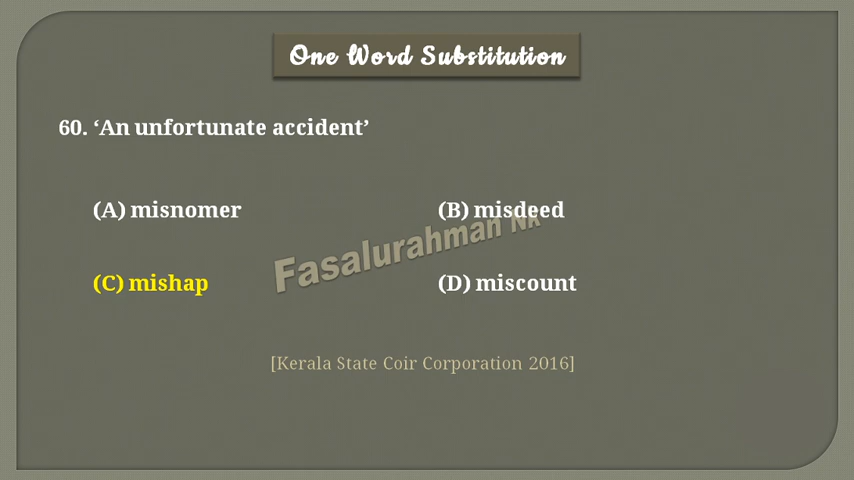 One Word Substitution
60. ‘An unfortunate accident’
(A) misnomer (B) misdeed
Fasalurahman Nk
(C) mishap (D) miscount
[Kerala State Coir Corporation 2016]